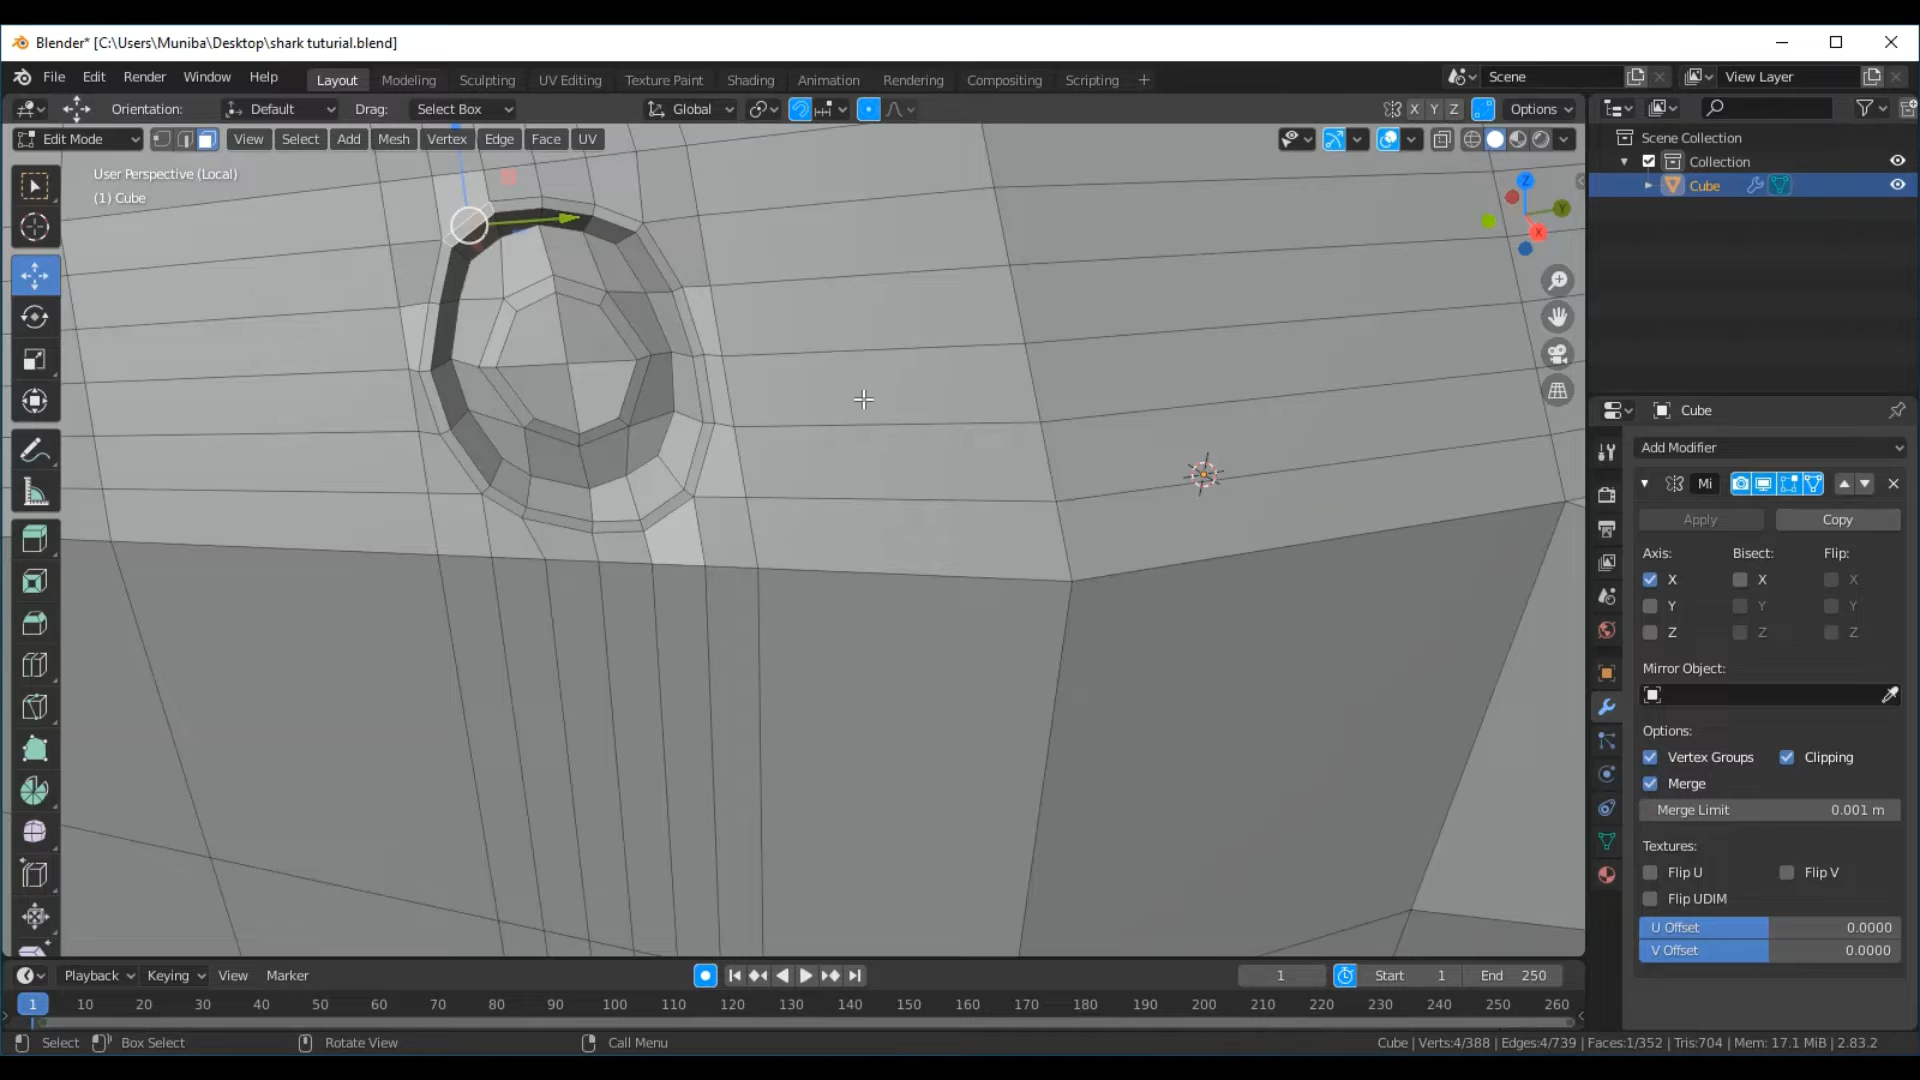 Blender* [C:\Users\Muniba\Desktop\shark tuturial.blend]
File Edit Render Window Help Layout Modeling Sculpting UV Editing Texture Paint Shading Animation Rendering Compositing Scripting + Scene View Layer
Orientation: Default Drag: Select Box Global X Y Z Options
Edit Mode View Select Add Mesh Vertex Edge Face UV
Scene Collection
Collection
Cube
User Perspective (Local)
(1) Cube
Z
Y
X
Cube
Add Modifier
Mi
Apply Copy
Axis: Bisect: Flip:
X X X
Y Y Y
Z Z Z
Mirror Object:
Options:
Vertex Groups Clipping
Merge
Merge Limit 0.001 m
Textures:
Flip U Flip V
Flip UDIM
U Offset 0.0000
V Offset 0.0000
Playback Keying View Marker 1 Start 1 End 250
1 10 20 30 40 50 60 70 80 90 100 110 120 130 140 150 160 170 180 190 200 210 220 230 240 250 260
Select Box Select Rotate View Call Menu Cube | Verts:4/388 | Edges:4/739 | Faces:1/352 | Tris:704 | Mem: 17.1 MiB | 2.83.2